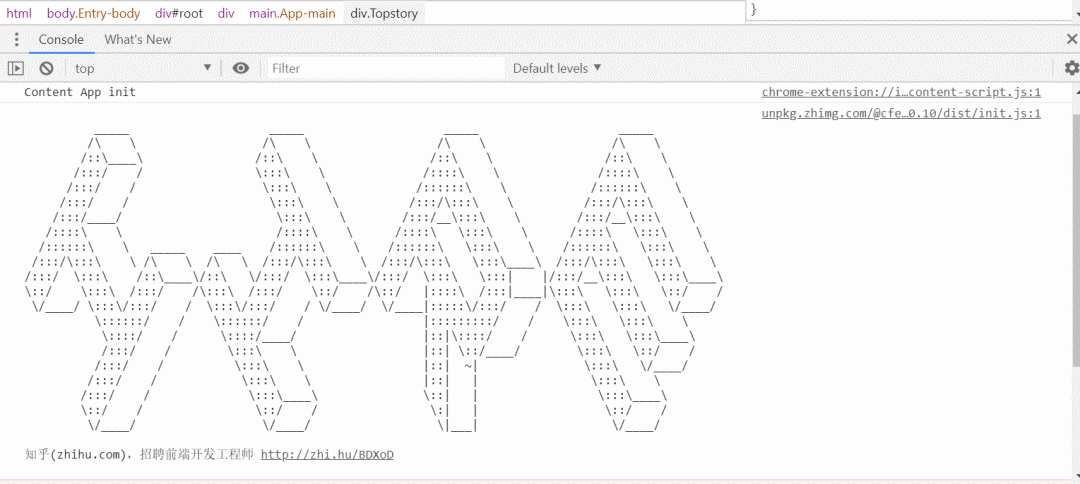 html body.Entry-body div#root div main.App-main div.Topstory }
Console What's New
top Filter Default levels
Content App init chrome-extension://i…content-script.js:1
unpkg.zhimg.com/@cfe…0.10/dist/init.js:1
知乎(zhihu.com)，招聘前端开发工程师 http://zhi.hu/BDXoD